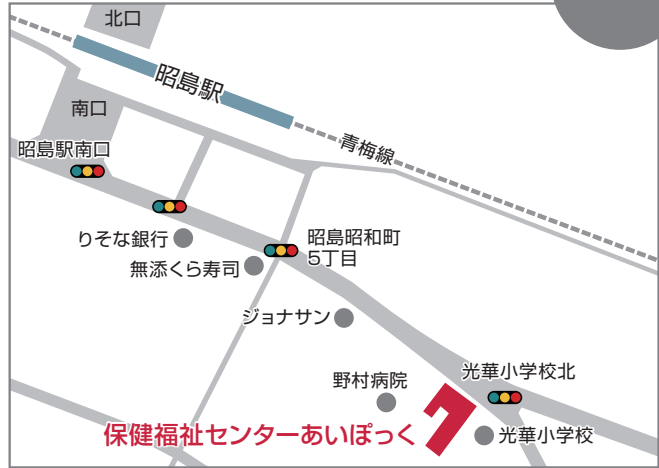 北口
昭島駅
南口
青梅線
昭島駅南口
りそな銀行
昭島昭和町
5丁目
無添くら寿司
ジョナサン
光華小学校北
野村病院
保健福祉センターあいぽっく
光華小学校